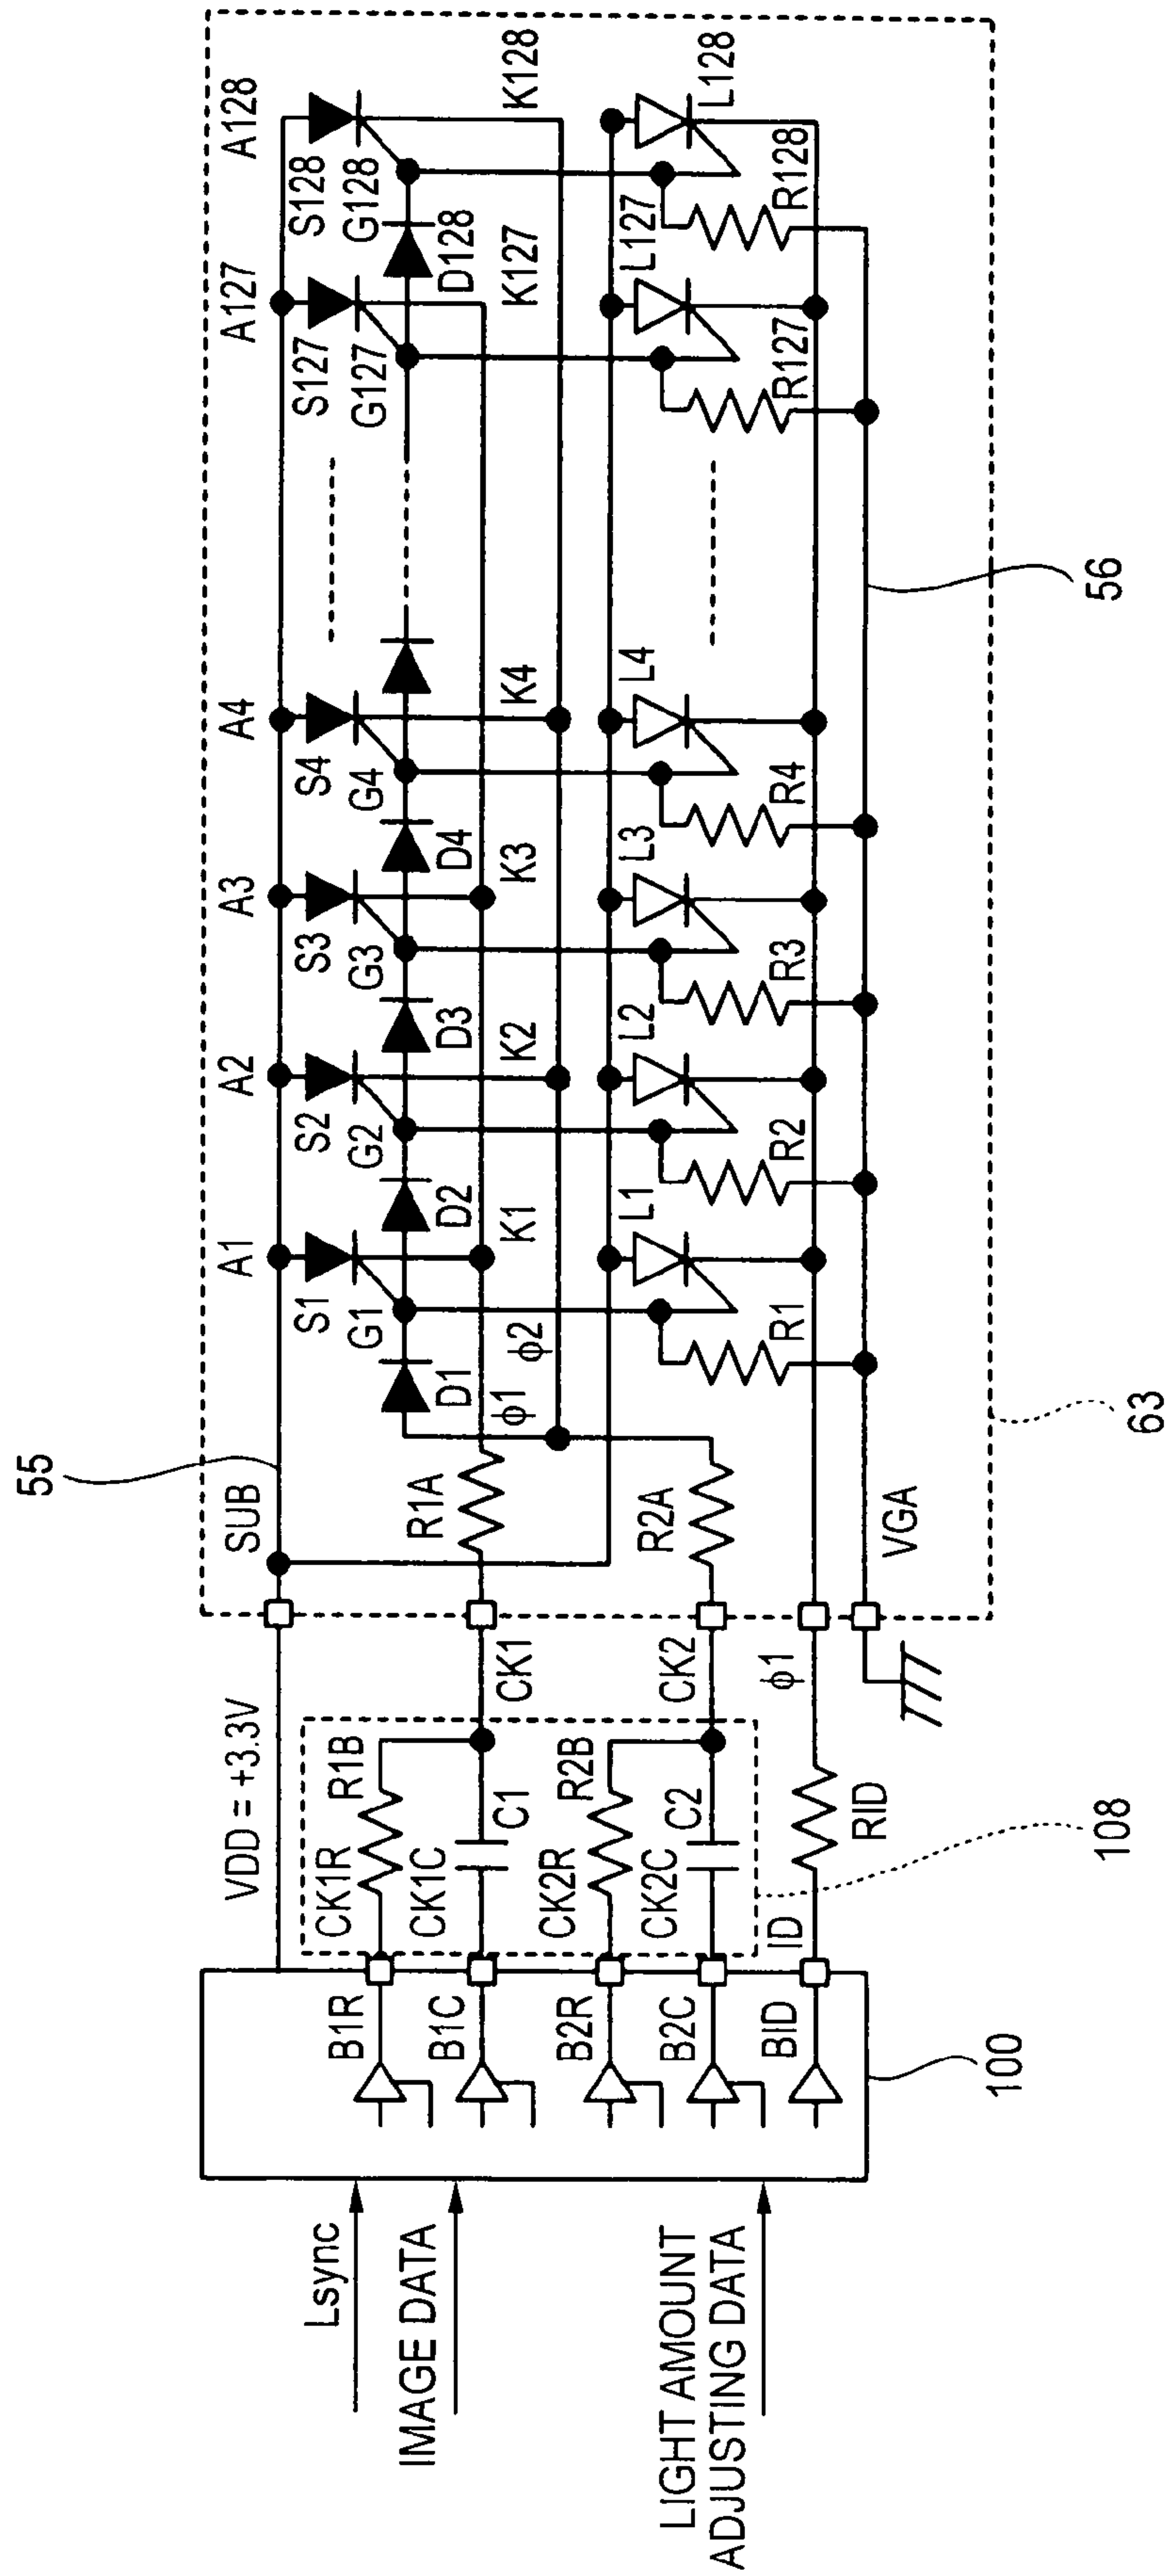 Lsync
IMAGE DATA
LIGHT AMOUNT
ADJUSTING DATA
100
B1R
B1C
B2R
B2C
BID
VDD = +3.3V
CK1R
R1B
CK1C
C1
CK2R
R2B
CK2C
C2
ID
RID
108
CK1
CK2
ϕ1
SUB
55
R1A
R2A
VGA
63
ϕ1
ϕ2
A1
A2
A3
A4
A127
A128
S1
S2
S3
S4
S127
S128
G1
G2
G3
G4
G127
G128
D1
D2
D3
D4
D128
K1
K2
K3
K4
K127
K128
L1
L2
L3
L4
L127
L128
R1
R2
R3
R4
R127
R128
56